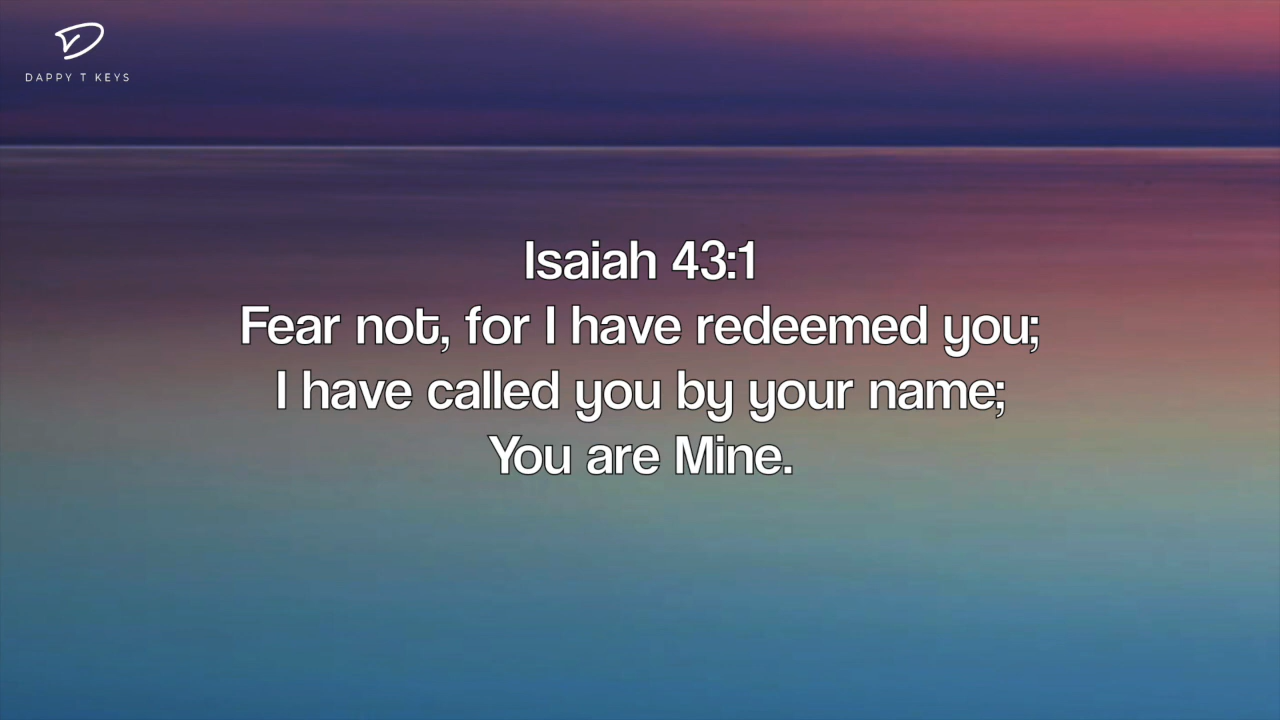 DAPPY T KEYS
Isaiah 43:1
Fear not, for I have redeemed you;
I have called you by your name;
You are Mine.